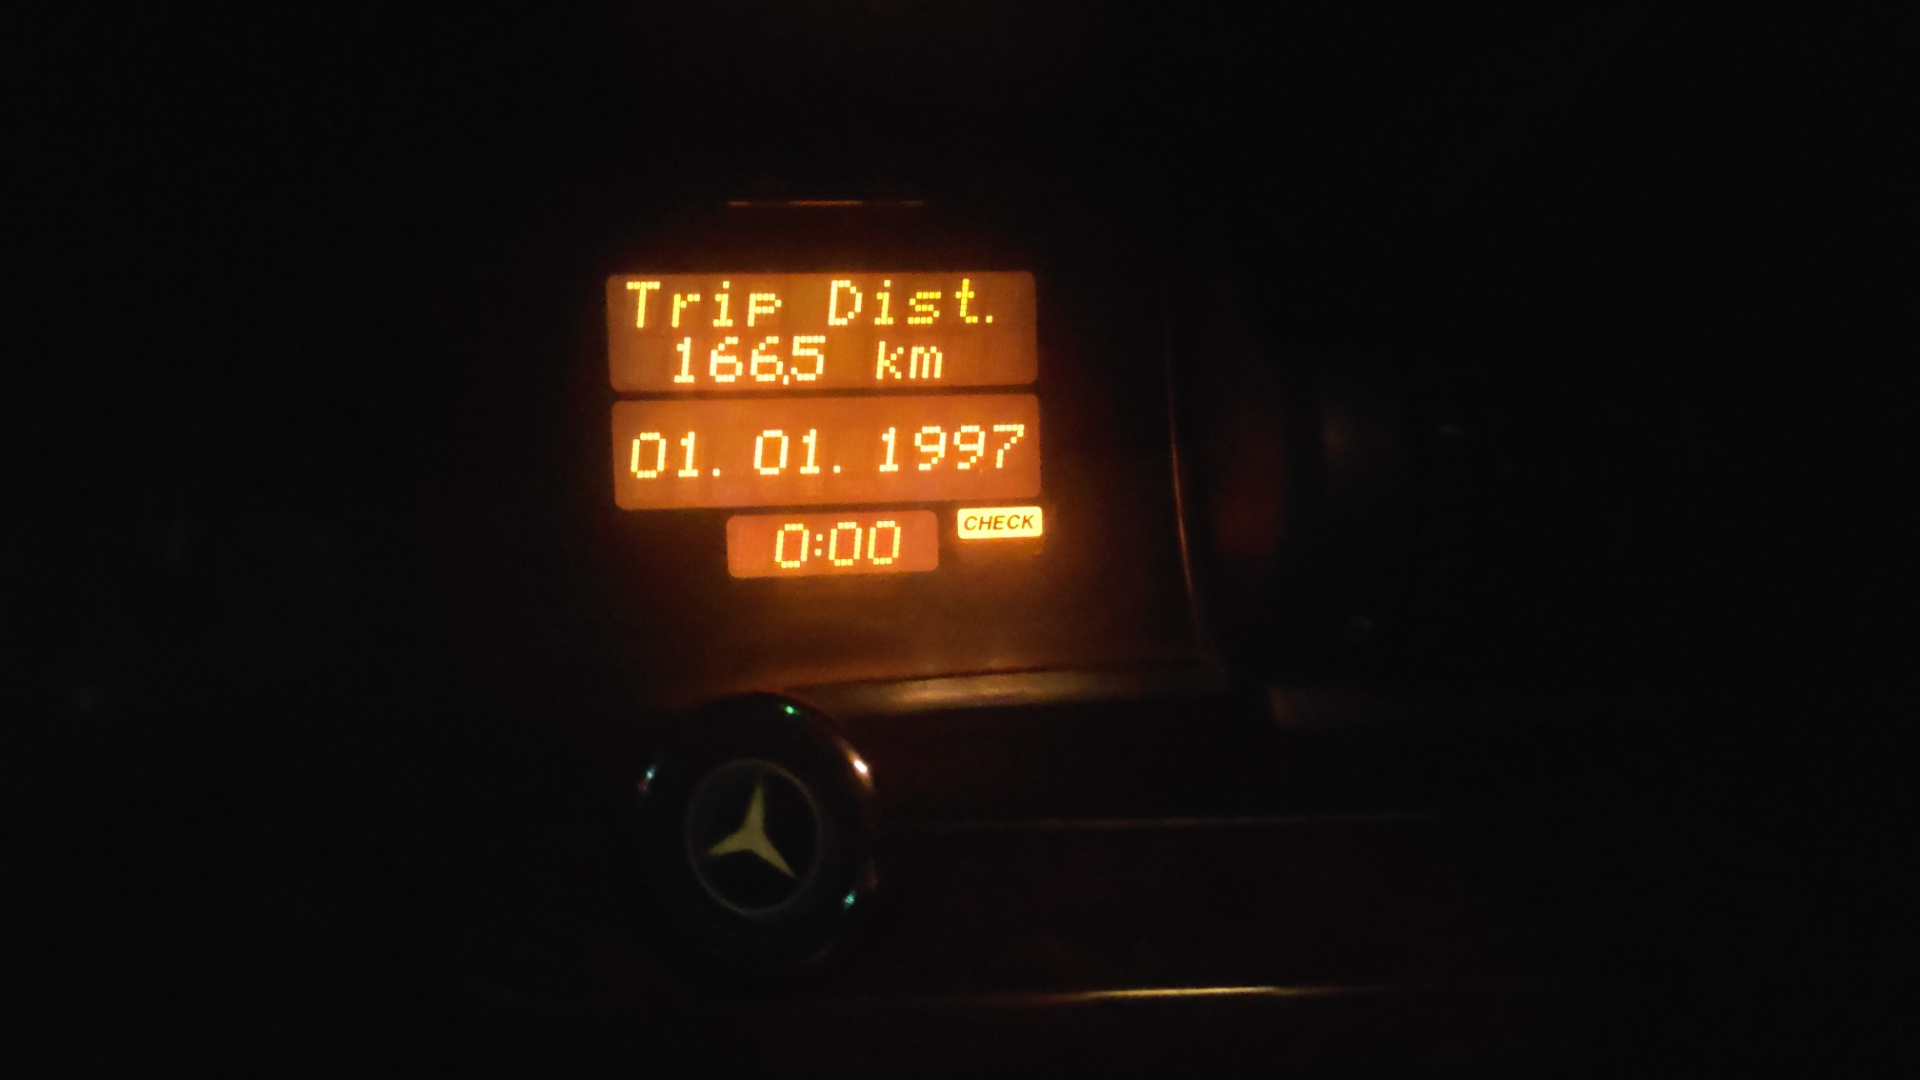 Trip Dist.
166,5 km
01. 01. 1997
0:00
CHECK